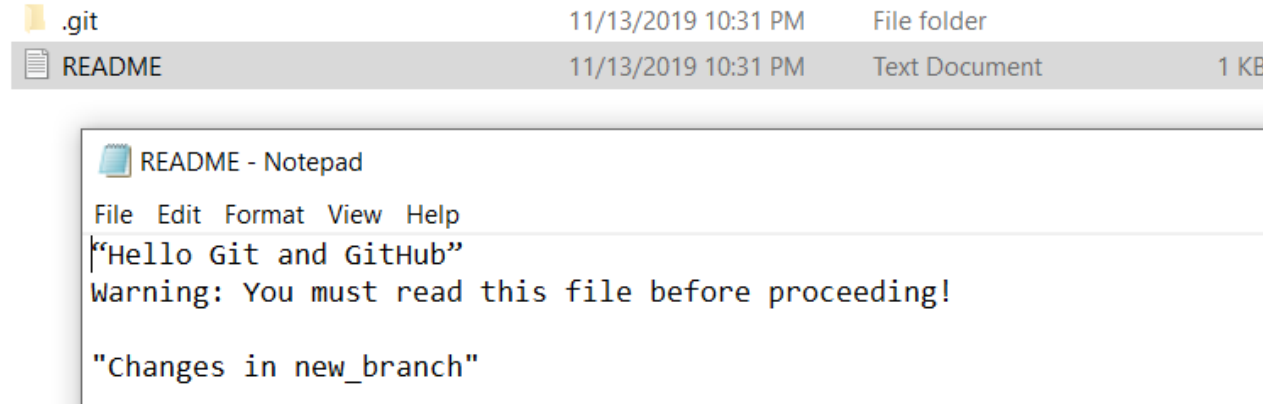 .git 11/13/2019 10:31 PM File folder
README 11/13/2019 10:31 PM Text Document 1 KB
README - Notepad
File Edit Format View Help
“Hello Git and GitHub”
Warning: You must read this file before proceeding!
"Changes in new_branch"